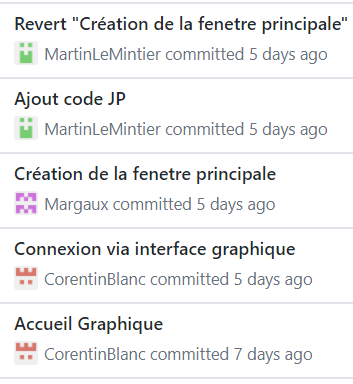 Revert "Création de la fenetre principale"
MartinLeMintier committed 5 days ago
Ajout code JP
MartinLeMintier committed 5 days ago
Création de la fenetre principale
Margaux committed 5 days ago
Connexion via interface graphique
CorentinBlanc committed 5 days ago
Accueil Graphique
CorentinBlanc committed 7 days ago